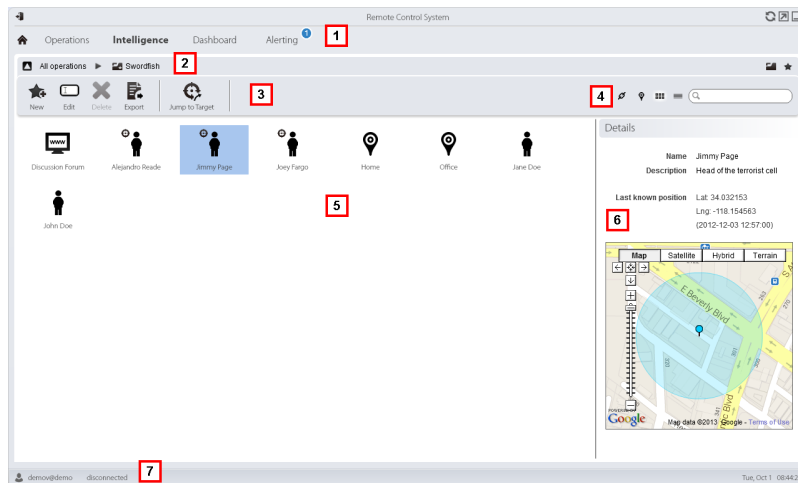 Remote Control System
Operations Intelligence Dashboard Alerting 1 1
All operations Swordfish 2
New Edit Delete Export Jump to Target 3 4
Details
Discussion Forum Alejandro Reade Jimmy Page Joey Fargo Home Office Jane Doe
Name Jimmy Page
Description Head of the terrorist cell
Last known position Lat: 34.032153
Lng: -118.154563
(2012-12-03 12:57:00)
John Doe
5
6
Map Satellite Hybrid Terrain
E Beverly Blvd
POWERED BY
Google
Map data ©2013 Google - Terms of Use
demov@demo disconnected 7
Tue, Oct 1 08:44:2